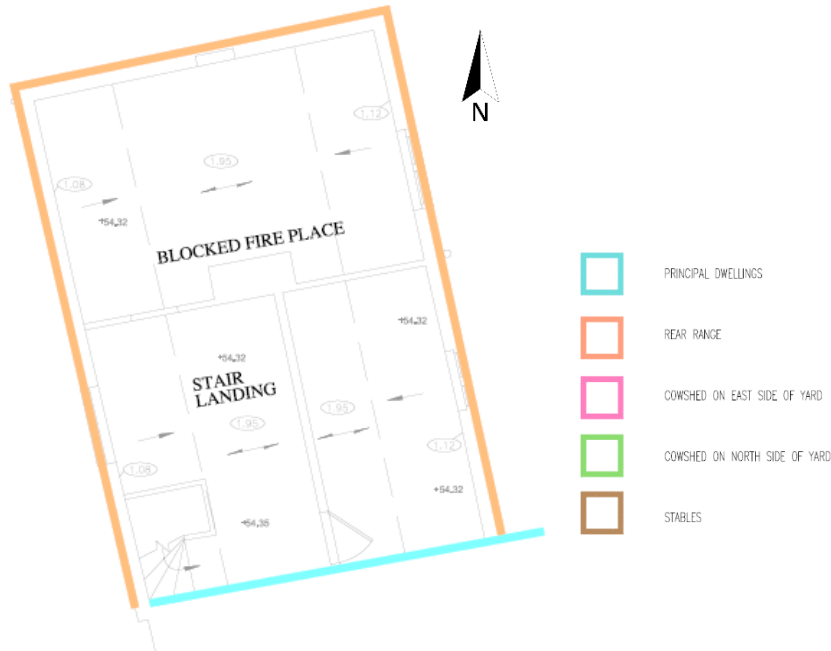 N
1.12
1.95
1.08
+54.32
BLOCKED FIRE PLACE
+54.32
+54.32
STAIR
LANDING
1.95
1.95
1.12
1.08
+54.32
+54.35
PRINCIPAL DWELLINGS
REAR RANGE
COWSHED ON EAST SIDE OF YARD
COWSHED ON NORTH SIDE OF YARD
STABLES